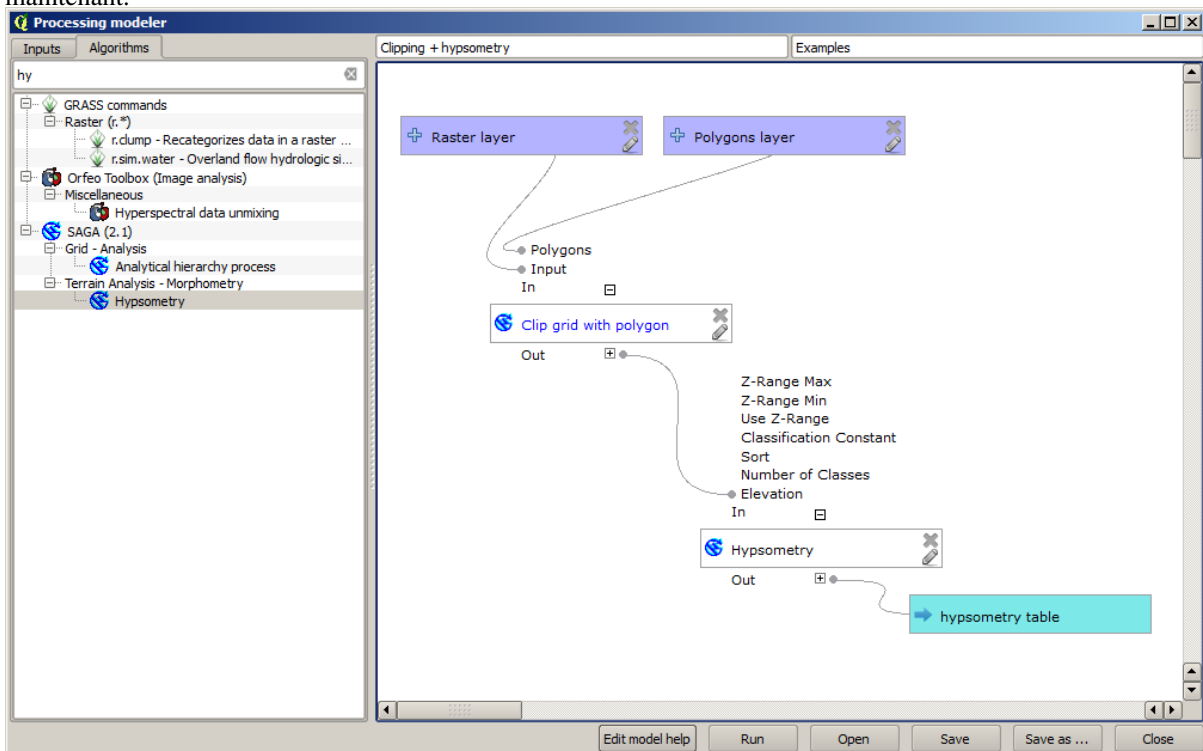 maintenant.
Processing modeler
Inputs Algorithms
Clipping + hypsometry Examples
hy
GRASS commands
Raster (r.*)
r.clump - Recategorizes data in a raster ...
r.sim.water - Overland flow hydrologic si...
Orfeo Toolbox (Image analysis)
Miscellaneous
Hyperspectral data unmixing
SAGA (2.1)
Grid - Analysis
Analytical hierarchy process
Terrain Analysis - Morphometry
Hypsometry
Raster layer
Polygons layer
Polygons
Input
In
Clip grid with polygon
Out
Z-Range Max
Z-Range Min
Use Z-Range
Classification Constant
Sort
Number of Classes
Elevation
In
Hypsometry
Out
hypsometry table
Edit model help Run Open Save Save as ... Close